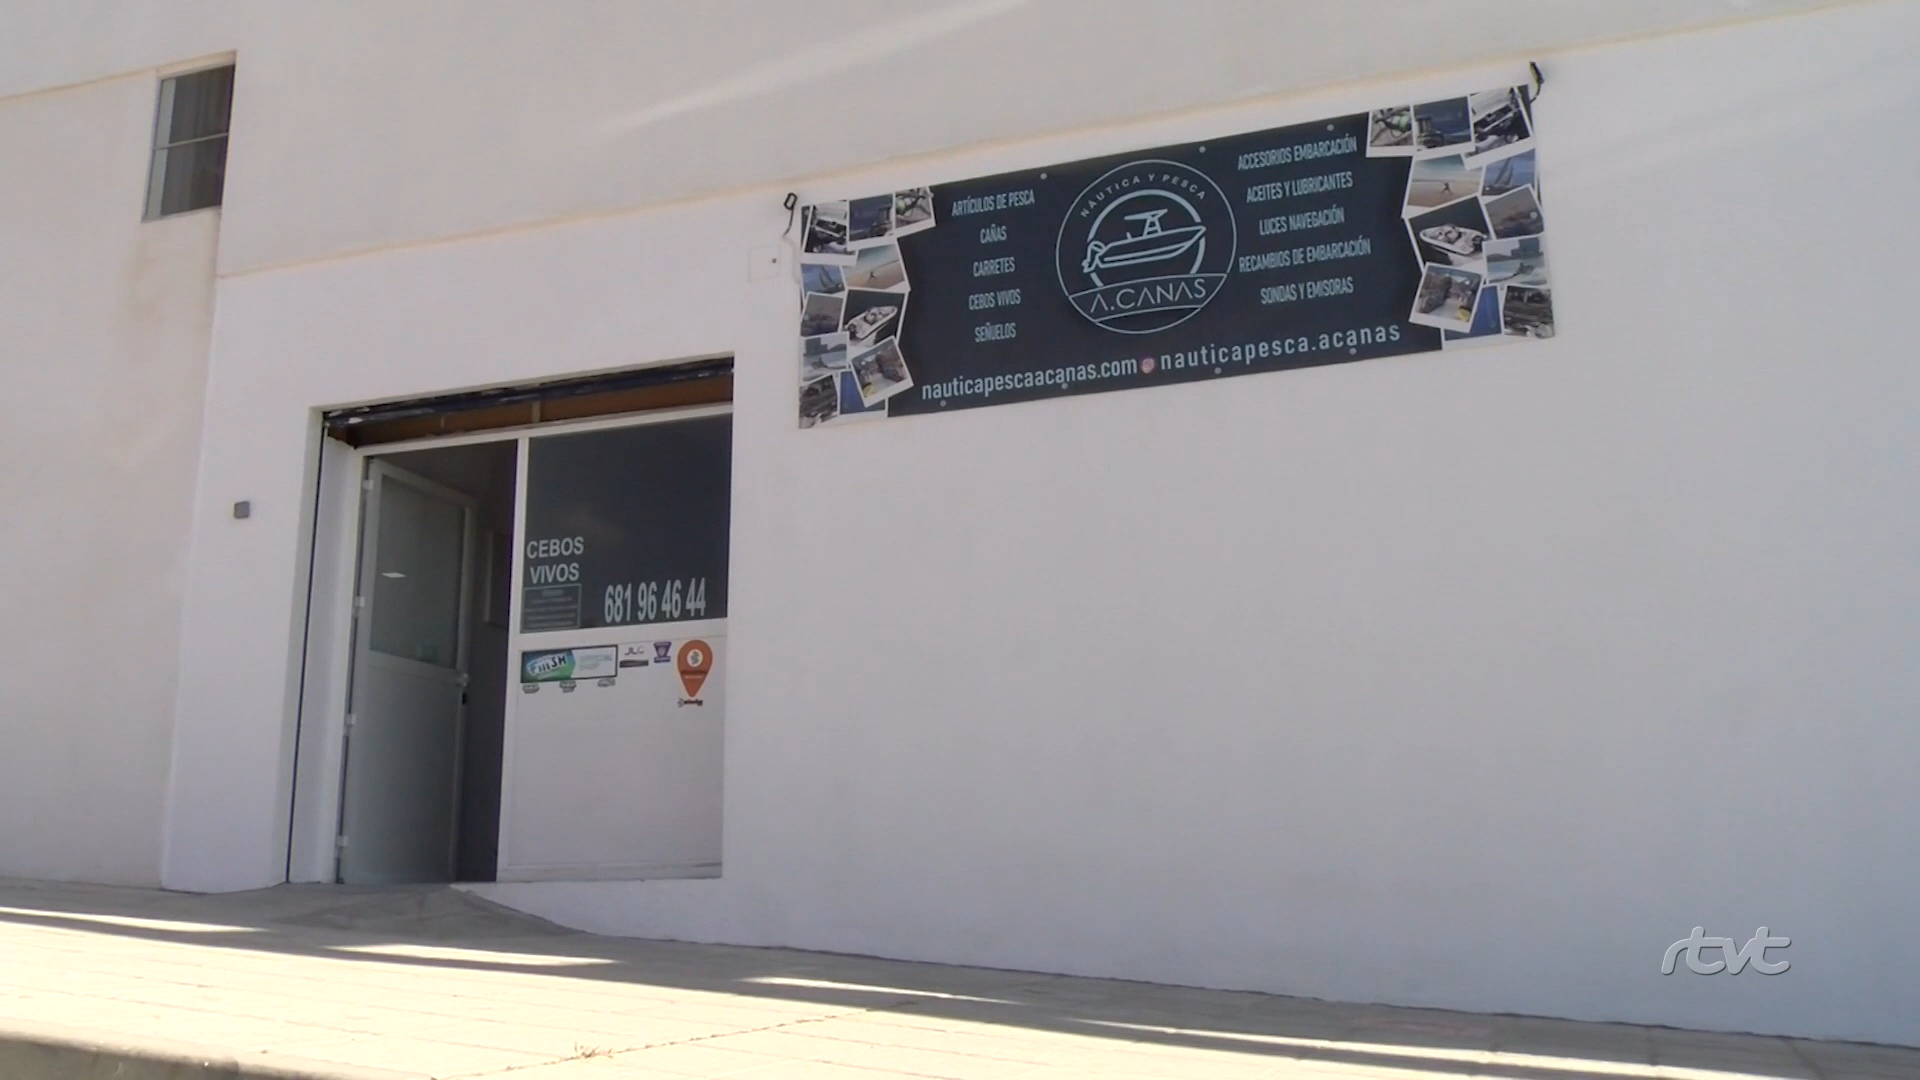 ARTÍCULOS DE PESCA
CAÑAS
CARRETES
CEBOS VIVOS
SEÑUELOS
NÁUTICA Y PESCA
A.CANAS
ACCESORIOS EMBARCACIÓN
ACEITES Y LUBRICANTES
LUCES NAVEGACIÓN
RECAMBIOS DE EMBARCACIÓN
SONDAS Y EMISORAS
nauticapescaacanas.com nauticapesca.acanas
CEBOS
VIVOS
681 96 46 44
rtvt